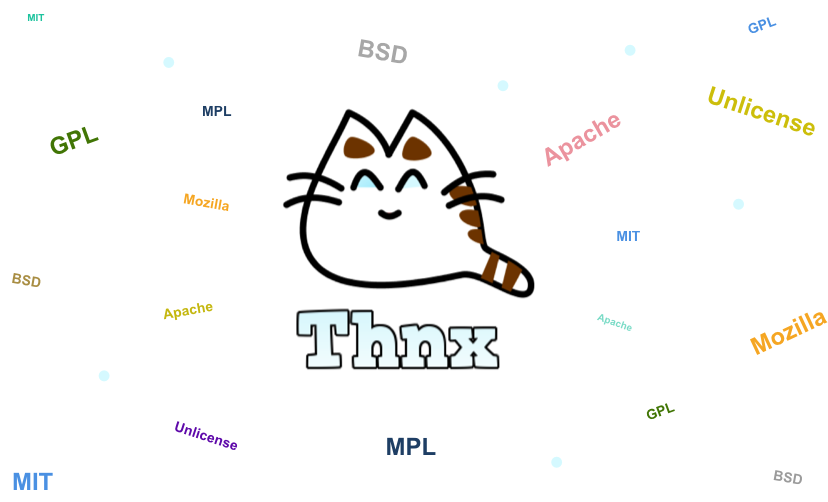 MIT
GPL
BSD
Unlicense
MPL
Apache
GPL
Mozilla
MIT
BSD
Apache
Apache
Mozilla
Thnx
GPL
Unlicense
MPL
BSD
MIT